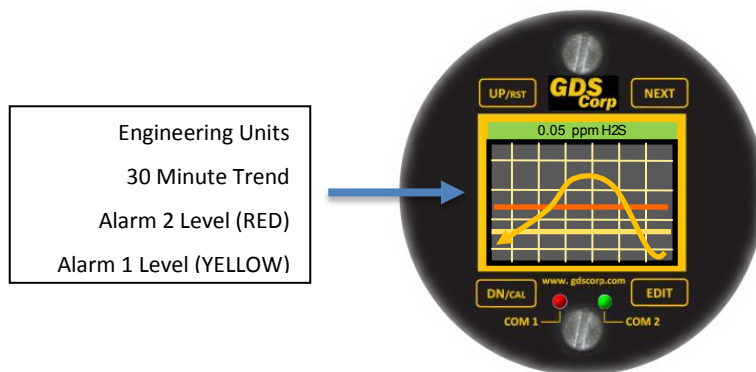 Engineering Units
30 Minute Trend
Alarm 2 Level (RED)
Alarm 1 Level (YELLOW)
UP/RST
GDS Corp
NEXT
0.05 ppm H2S
www.gdscorp.com
DN/CAL
EDIT
COM 1
COM 2